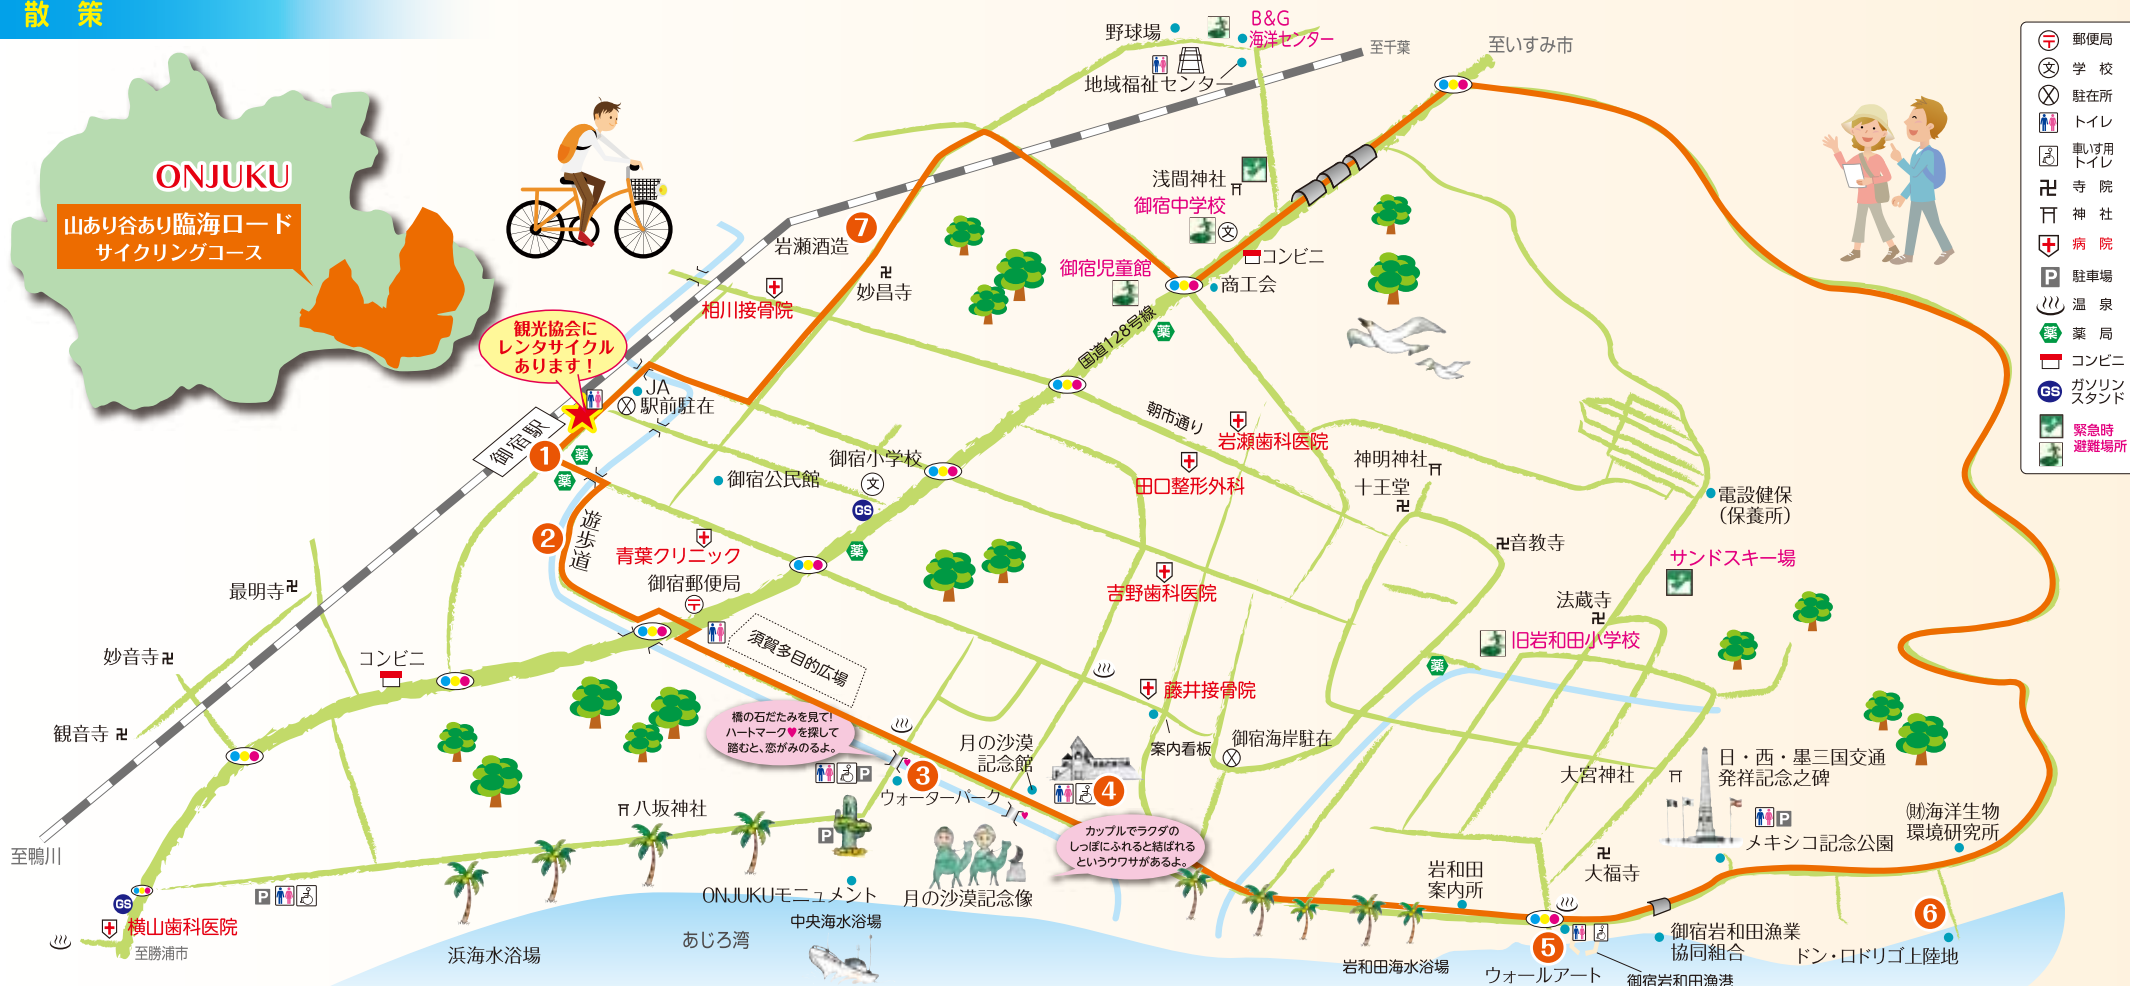 散 策
ONJUKU
山あり谷あり臨海ロード
サイクリングコース
観光協会に
レンタサイクル
あります!
野球場
B&G
海洋センター
地域福祉センター
至千葉
至いすみ市
浅間神社
御宿中学校
文
コンビニ
商工会
御宿児童館
薬
国道128号線
岩瀬酒造
7
妙昌寺
相川接骨院
JA
駅前駐在
御宿駅
1
薬
薬
2
遊歩道
御宿公民館
御宿小学校
文
GS
薬
青葉クリニック
御宿郵便局
須賀多目的広場
朝市通り
岩瀬歯科医院
田口整形外科
神明神社
十王堂
吉野歯科医院
音教寺
電設健保
(保養所)
サンドスキー場
法蔵寺
旧岩和田小学校
薬
最明寺
妙音寺
観音寺
コンビニ
至鴨川
GS
横山歯科医院
至勝浦市
P
橋の石だたみを見て!
ハートマーク♥を探して
踏むと、恋がみのるよ。
P
3
ウォーターパーク
月の沙漠
記念館
4
藤井接骨院
案内看板
御宿海岸駐在
カップルでラクダの
しっぽにふれると結ばれる
というウワサがあるよ。
八坂神社
P
ONJUKUモニュメント
月の沙漠記念像
中央海水浴場
あじろ湾
浜海水浴場
大宮神社
日・西・墨三国交通
発祥記念之碑
P
メキシコ記念公園
㈶海洋生物
環境研究所
大福寺
岩和田
案内所
岩和田海水浴場
5
ウォールアート
御宿岩和田漁港
御宿岩和田漁業
協同組合
6
ドン・ロドリゴ上陸地
郵便局
文 学 校
駐在所
トイレ
車いす用
トイレ
寺 院
神 社
病 院
P 駐車場
温 泉
薬 薬 局
コンビニ
GS ガソリン
スタンド
緊急時
避難場所